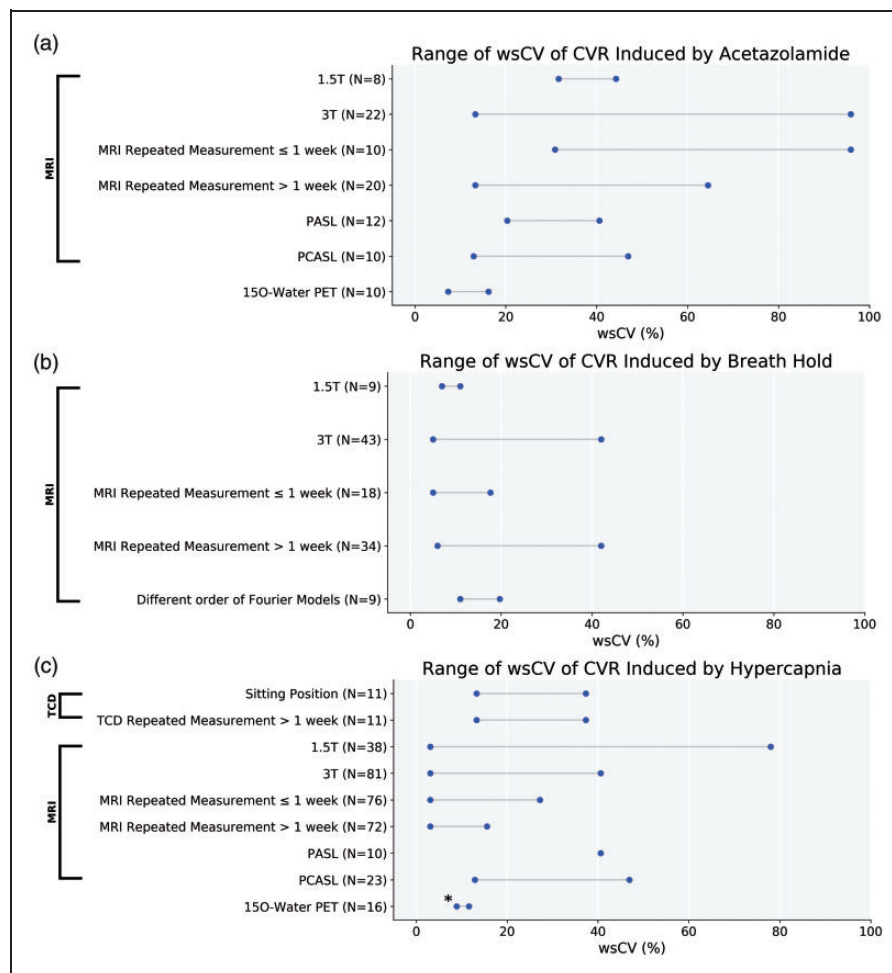 (a)
Range of wsCV of CVR Induced by Acetazolamide
MRI
1.5T (N=8)
3T (N=22)
MRI Repeated Measurement ≤ 1 week (N=10)
MRI Repeated Measurement > 1 week (N=20)
PASL (N=12)
PCASL (N=10)
15O-Water PET (N=10)
0 20 40 60 80 100
wsCV (%)
(b)
Range of wsCV of CVR Induced by Breath Hold
MRI
1.5T (N=9)
3T (N=43)
MRI Repeated Measurement ≤ 1 week (N=18)
MRI Repeated Measurement > 1 week (N=34)
Different order of Fourier Models (N=9)
0 20 40 60 80 100
wsCV (%)
(c)
Range of wsCV of CVR Induced by Hypercapnia
TCD
Sitting Position (N=11)
TCD Repeated Measurement > 1 week (N=11)
MRI
1.5T (N=38)
3T (N=81)
MRI Repeated Measurement ≤ 1 week (N=76)
MRI Repeated Measurement > 1 week (N=72)
PASL (N=10)
PCASL (N=23)
15O-Water PET (N=16) *
0 20 40 60 80 100
wsCV (%)